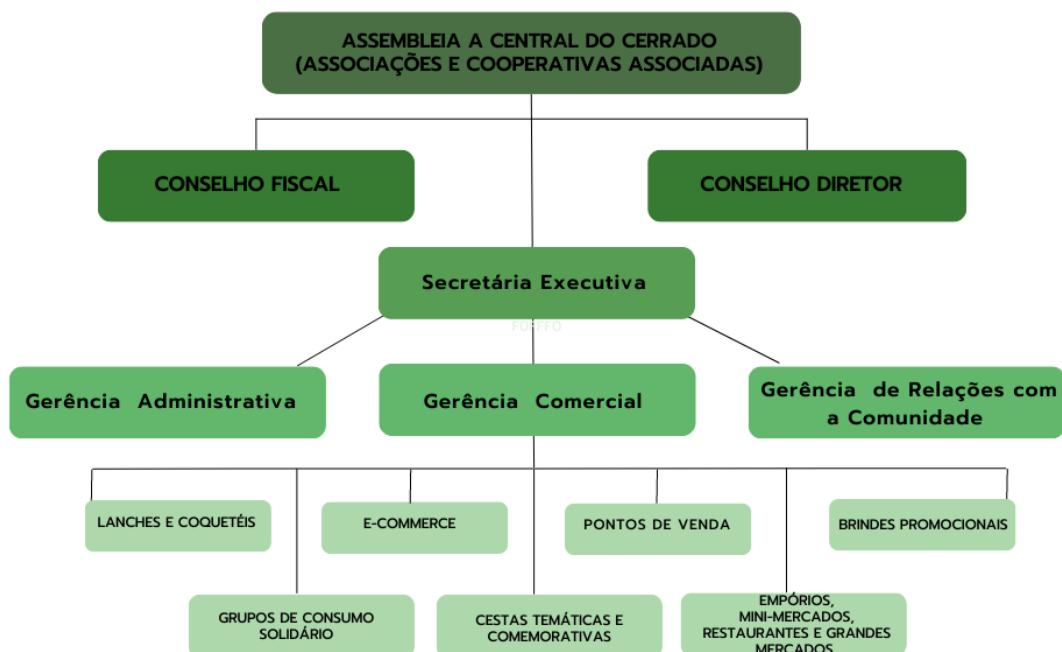 ASSEMBLEIA A CENTRAL DO CERRADO
(ASSOCIAÇÕES E COOPERATIVAS ASSOCIADAS)
CONSELHO FISCAL
CONSELHO DIRETOR
Secretária Executiva
Gerência Administrativa
Gerência Comercial
Gerência de Relações com
a Comunidade
LANCHES E COQUETÉIS
E-COMMERCE
PONTOS DE VENDA
BRINDES PROMOCIONAIS
GRUPOS DE CONSUMO
SOLIDÁRIO
CESTAS TEMÁTICAS E
COMEMORATIVAS
EMPÓRIOS,
MINI-MERCADOS,
RESTAURANTES E GRANDES
MERCADOS